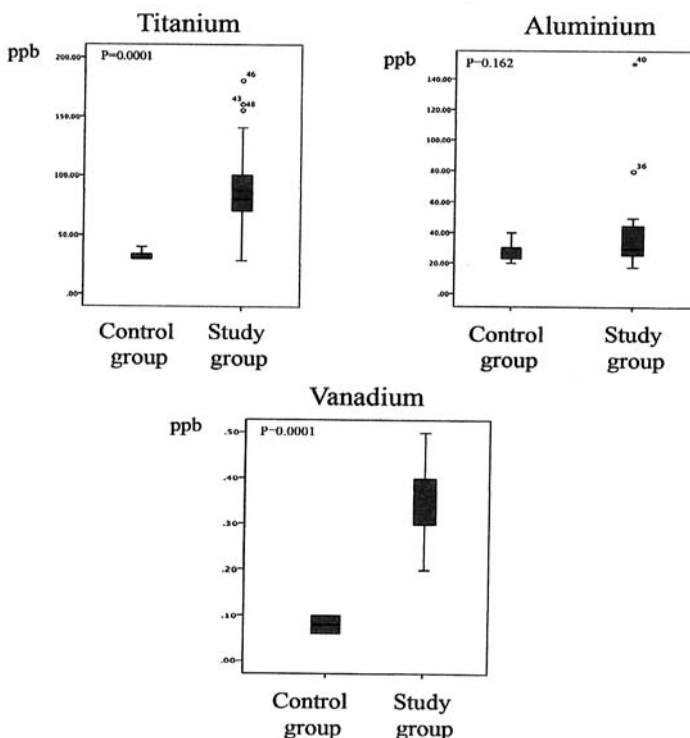 Titanium
ppb
P=0.0001
200.00
46
43
48
150.00
100.00
50.00
.00
Control
group
Study
group
Aluminium
ppb
P=0.162
140.00
120.00
100.00
80.00
60.00
40.00
20.00
.00
40
36
Control
group
Study
group
Vanadium
ppb
P=0.0001
.50
.40
.30
.20
.10
.00
Control
group
Study
group